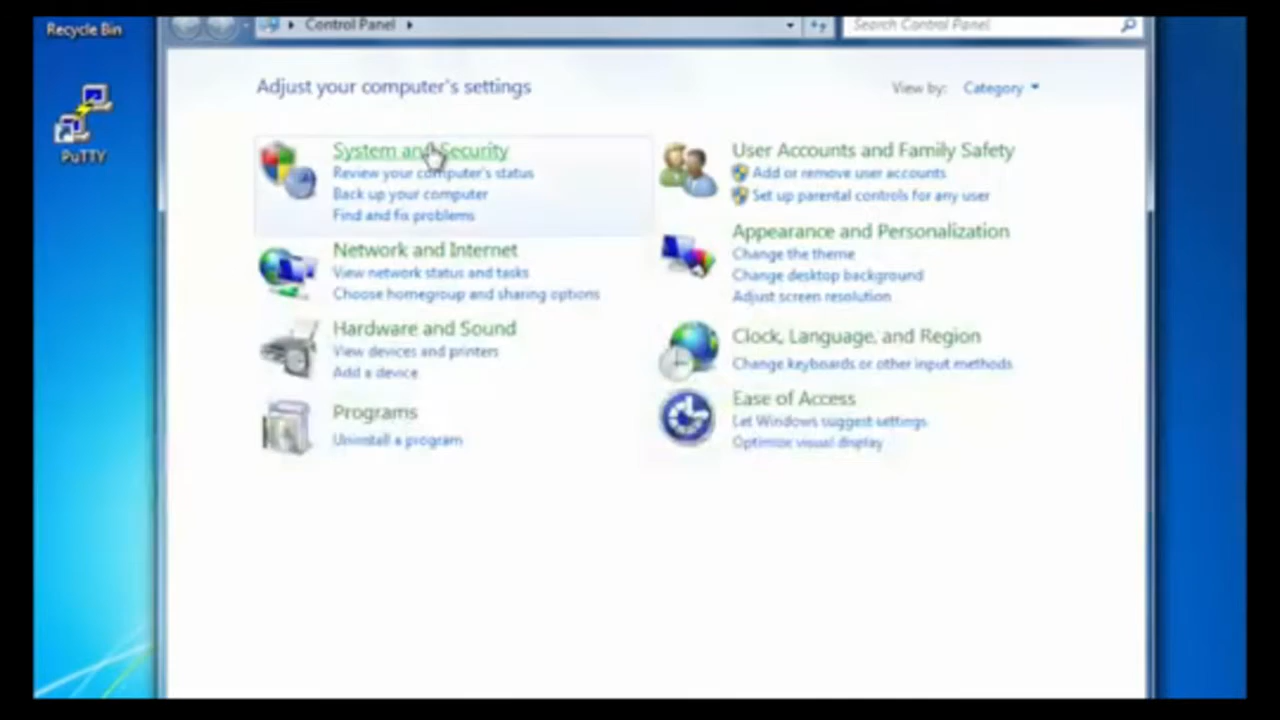 Recycle Bin
PuTTY
Control Panel
Search Control Panel
Adjust your computer's settings
View by: Category
System and Security
Review your computer's status
Back up your computer
Find and fix problems
Network and Internet
View network status and tasks
Choose homegroup and sharing options
Hardware and Sound
View devices and printers
Add a device
Programs
Uninstall a program
User Accounts and Family Safety
Add or remove user accounts
Set up parental controls for any user
Appearance and Personalization
Change the theme
Change desktop background
Adjust screen resolution
Clock, Language, and Region
Change keyboards or other input methods
Ease of Access
Let Windows suggest settings
Optimize visual display